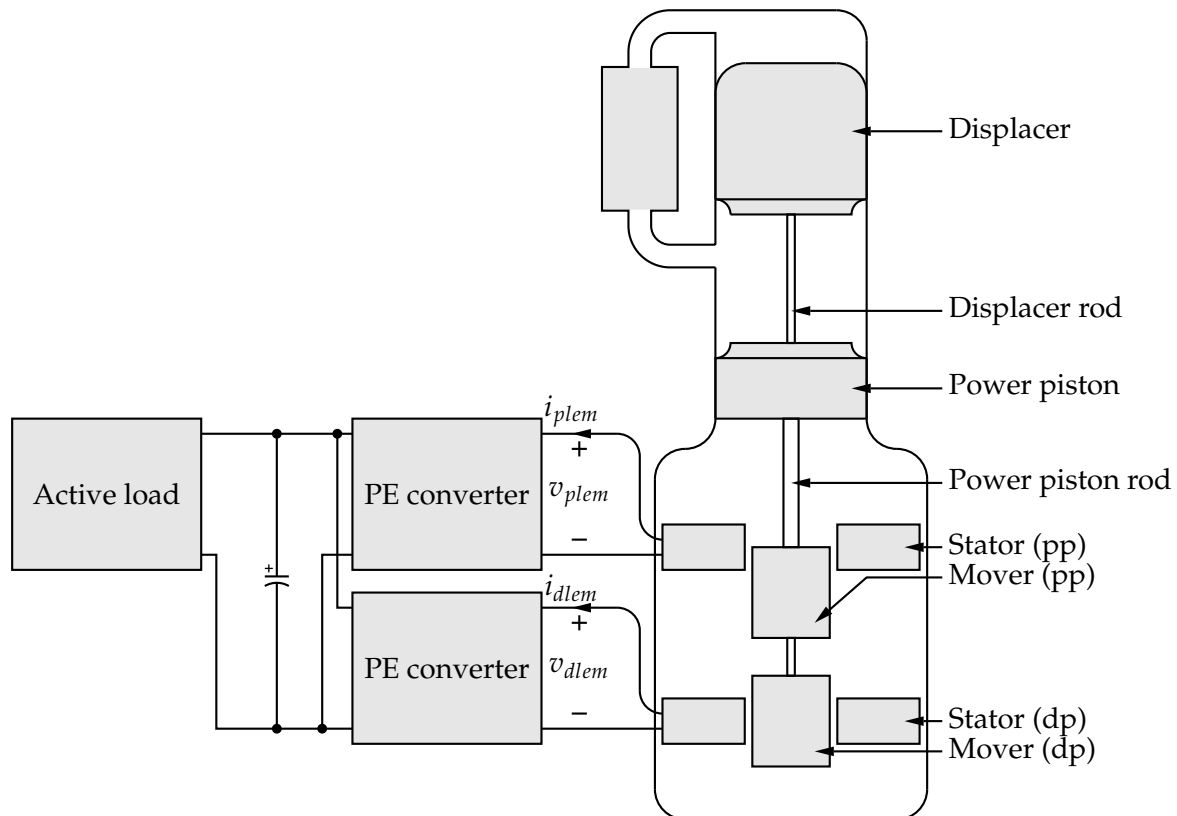 Displacer
Displacer rod
Power piston
i_plem
+
Active load
PE converter
v_plem
Power piston rod
−
Stator (pp)
Mover (pp)
+
i_dlem
+
PE converter
v_dlem
−
Stator (dp)
Mover (dp)